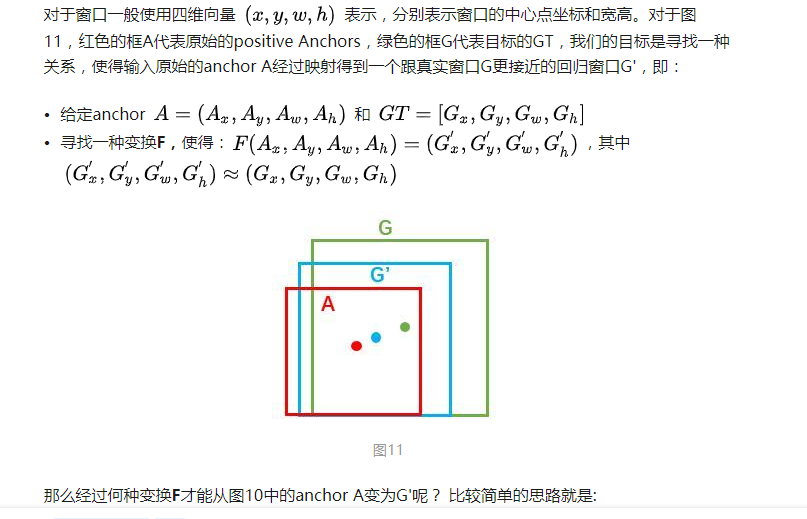 对于窗口一般使用四维向量 (x, y, w, h) 表示，分别表示窗口的中心点坐标和宽高。对于图
11，红色的框A代表原始的positive Anchors，绿色的框G代表目标的GT，我们的目标是寻找一种
关系，使得输入原始的anchor A经过映射得到一个跟真实窗口G更接近的回归窗口G'，即：
• 给定anchor A = (Aₓ, A_y, A_w, A_h) 和 GT = [Gₓ, G_y, G_w, G_h]
• 寻找一种变换F，使得：F(Aₓ, A_y, A_w, A_h) = (G'ₓ, G'_y, G'_w, G'_h)，其中
(G'ₓ, G'_y, G'_w, G'_h) ≈ (Gₓ, G_y, G_w, G_h)
G
G’
A
图11
那么经过何种变换F才能从图10中的anchor A变为G'呢？ 比较简单的思路就是: